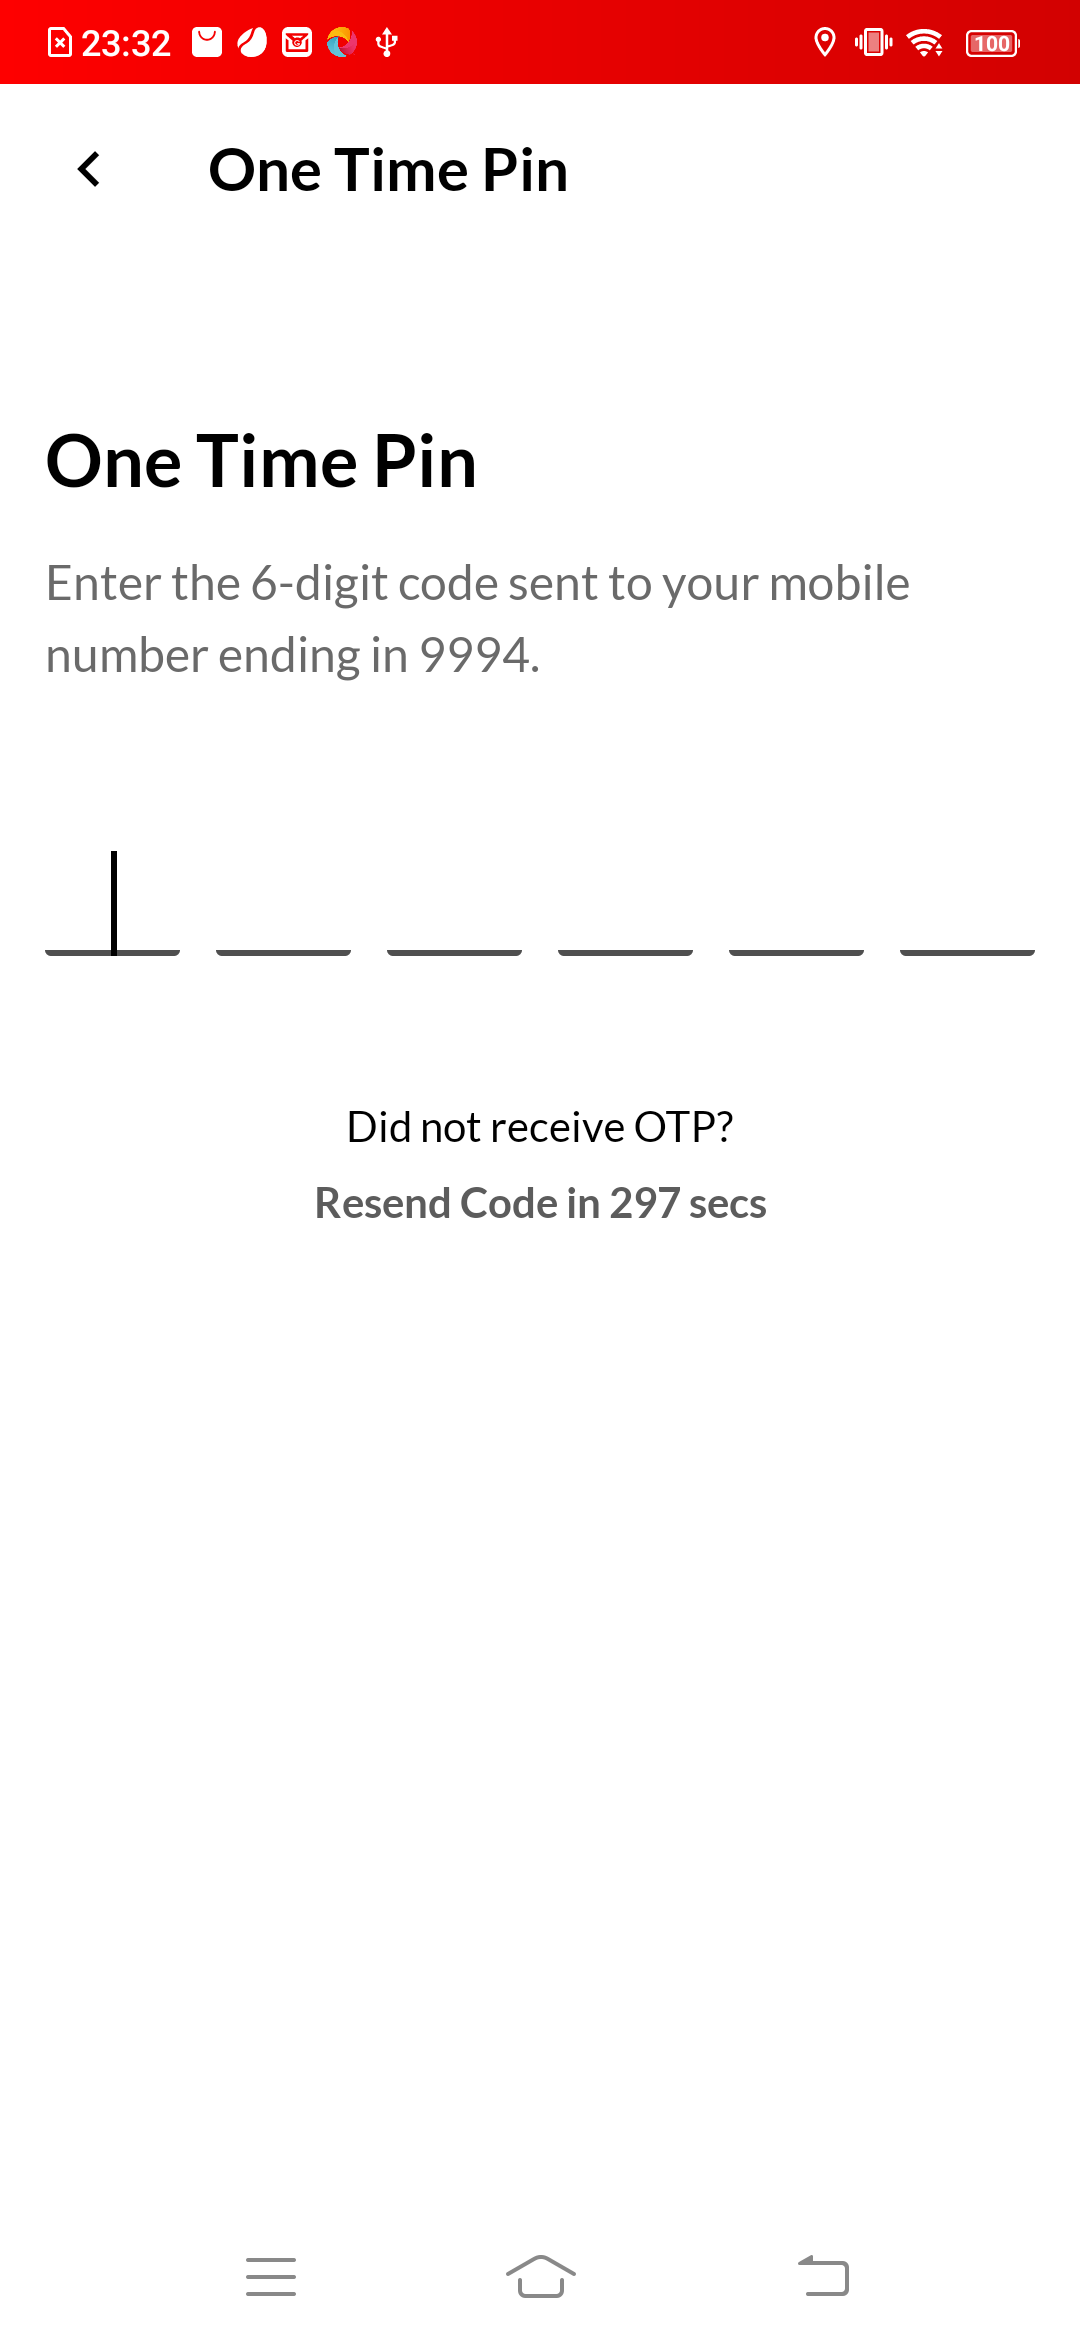 23:32
100
One Time Pin
One Time Pin
Enter the 6-digit code sent to your mobile
number ending in 9994.
Did not receive OTP?
Resend Code in 297 secs